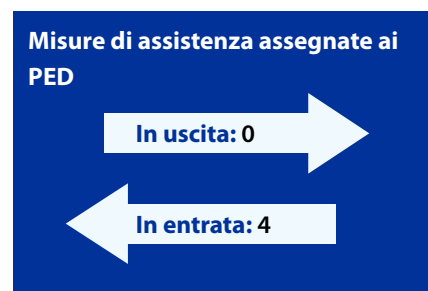 Misure di assistenza assegnate ai
PED
In uscita: 0
In entrata: 4